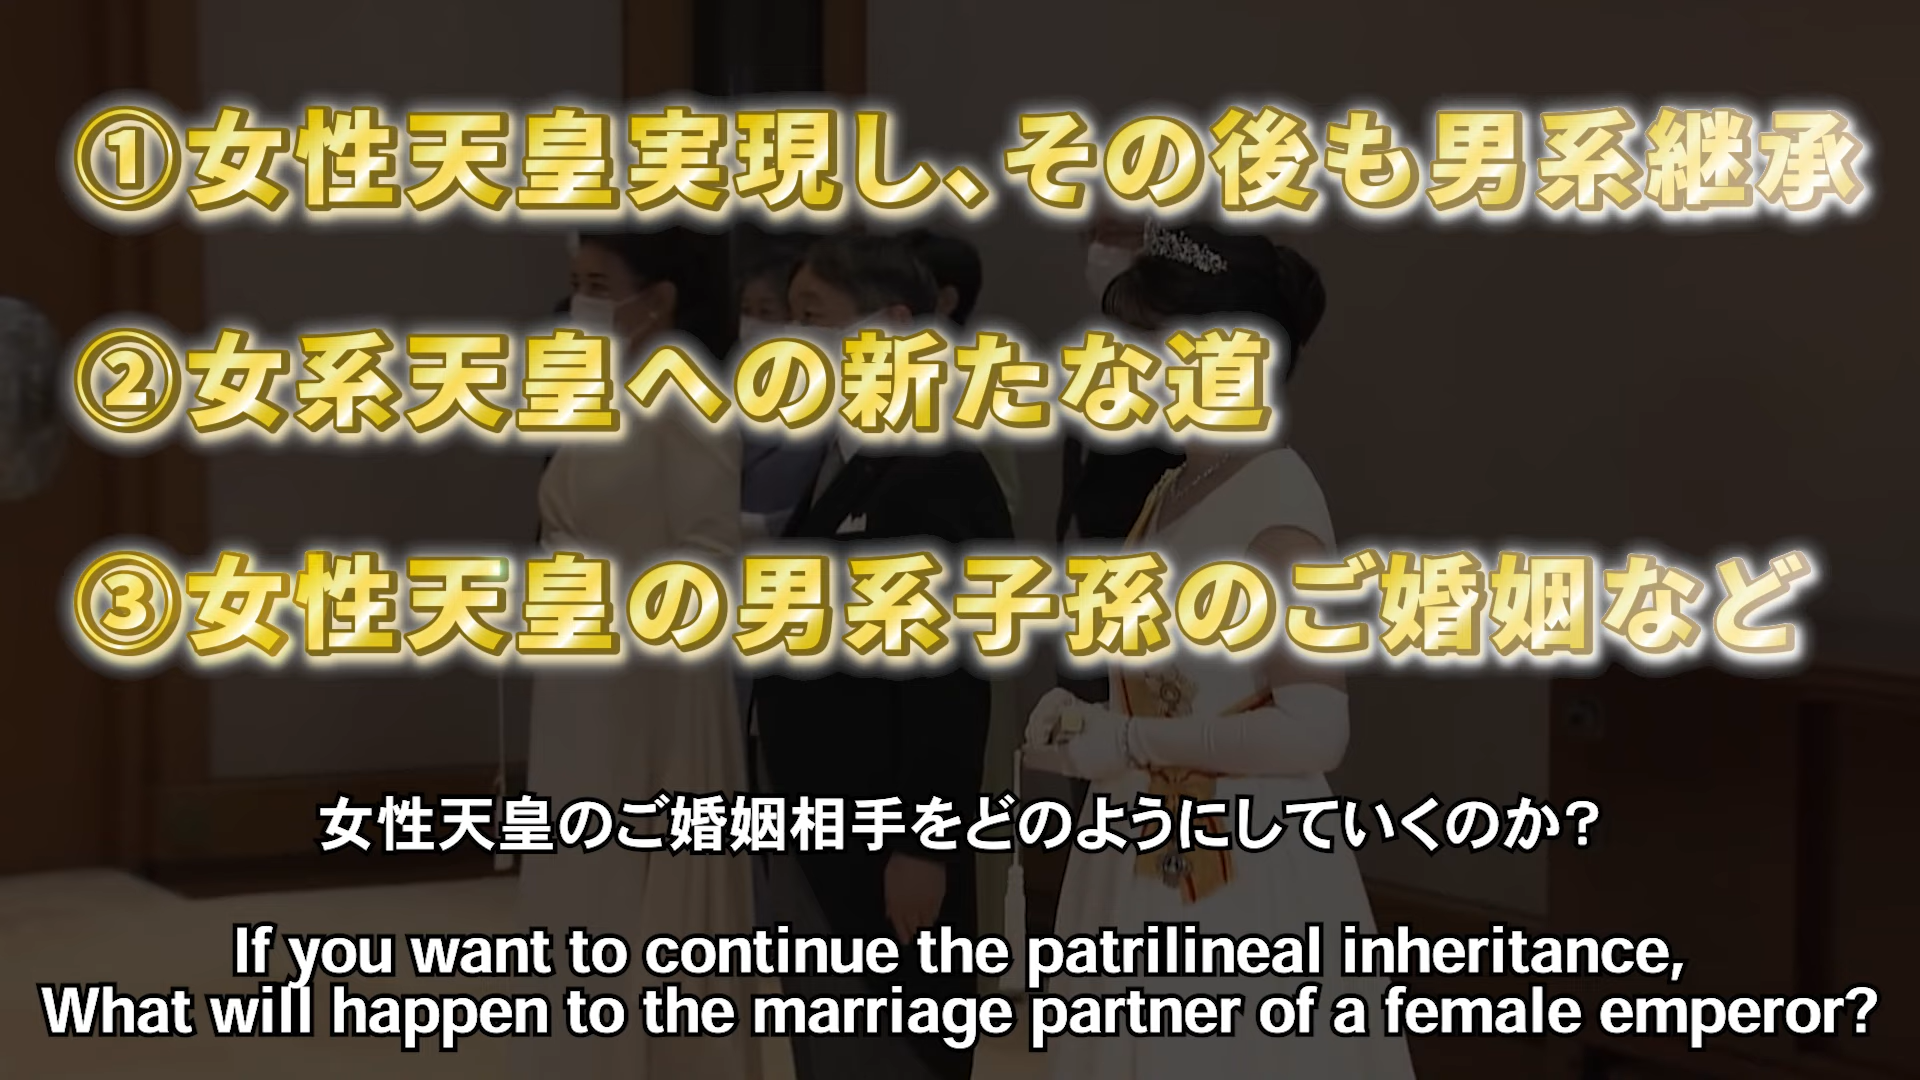 ①女性天皇実現し、その後も男系継承
②女系天皇への新たな道
③女性天皇の男系子孫のご婚姻など
女性天皇のご婚姻相手をどのようにしていくのか？
If you want to continue the patrilineal inheritance,
What will happen to the marriage partner of a female emperor?